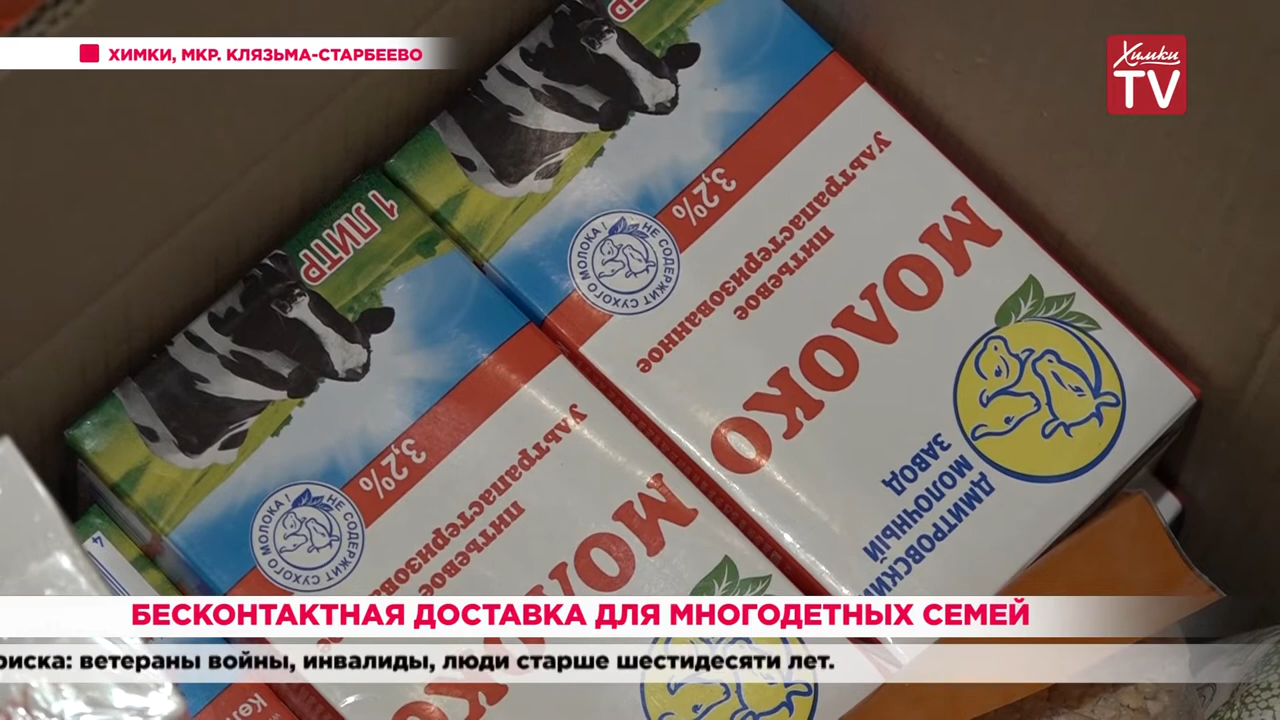 ХИМКИ, МКР. КЛЯЗЬМА-СТАРБЕЕВО
Химки
TV
1 ЛИТР
3,2%
НЕ СОДЕРЖИТ СУХОГО МОЛОКА!
Ультрапастеризованное
питьевое
МОЛОКО
ДМИТРОВСКИЙ
МОЛОЧНЫЙ
ЗАВОД
3,2%
НЕ СОДЕРЖИТ СУХОГО МОЛОКА!
питьевое
МОЛОКО
БЕСКОНТАКТНАЯ ДОСТАВКА ДЛЯ МНОГОДЕТНЫХ СЕМЕЙ
риска: ветераны войны, инвалиды, люди старше шестидесяти лет.